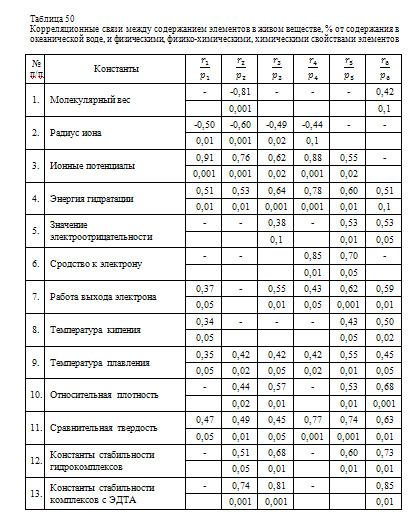 Таблица 50
Корреляционные связи между содержанием элементов в живом веществе, % от содержания в
океанической воде, и физическими, физико-химическими, химическими свойствами элементов
№ п/п. Константы r1/p1 r2/p2 r3/p3 r4/p4 r5/p5 r6/p6
1. Молекулярный вес - -0,81 - - - 0,42
0,001 0,1
2. Радиус иона -0,50 -0,60 -0,49 -0,44 - -
0,01 0,001 0,02 0,1
3. Ионные потенциалы 0,91 0,76 0,62 0,88 0,55 -
0,001 0,001 0,02 0,001 0,02
4. Энергия гидратации 0,51 0,53 0,64 0,78 0,60 0,51
0,01 0,01 0,001 0,001 0,01 0,1
5. Значение - - 0,38 - 0,53 0,53
электроотрицательности 0,1 0,01 0,05
6. Сродство к электрону - - - 0,85 0,70 -
0,01 0,05
7. Работа выхода электрона 0,37 - 0,55 0,43 0,62 0,59
0,05 0,01 0,05 0,001 0,01
8. Температура кипения 0,34 - - - 0,43 0,50
0,05 0,05 0,02
9. Температура плавления 0,35 0,42 0,42 0,42 0,55 0,45
0,05 0,02 0,05 0,02 0,01 0,05
10. Относительная плотность - 0,44 0,57 - 0,53 0,68
0,02 0,01 0,01 0,001
11. Сравнительная твердость 0,47 0,49 0,45 0,77 0,74 0,63
0,05 0,01 0,05 0,001 0,001 0,01
12. Константы стабильности - 0,51 0,68 - 0,60 0,73
гидрокомплексов 0,05 0,01 0,01 0,01
13. Константы стабильности - 0,74 0,81 - 0,85
комплексов с ЭДТА 0,001 0,001 0,01